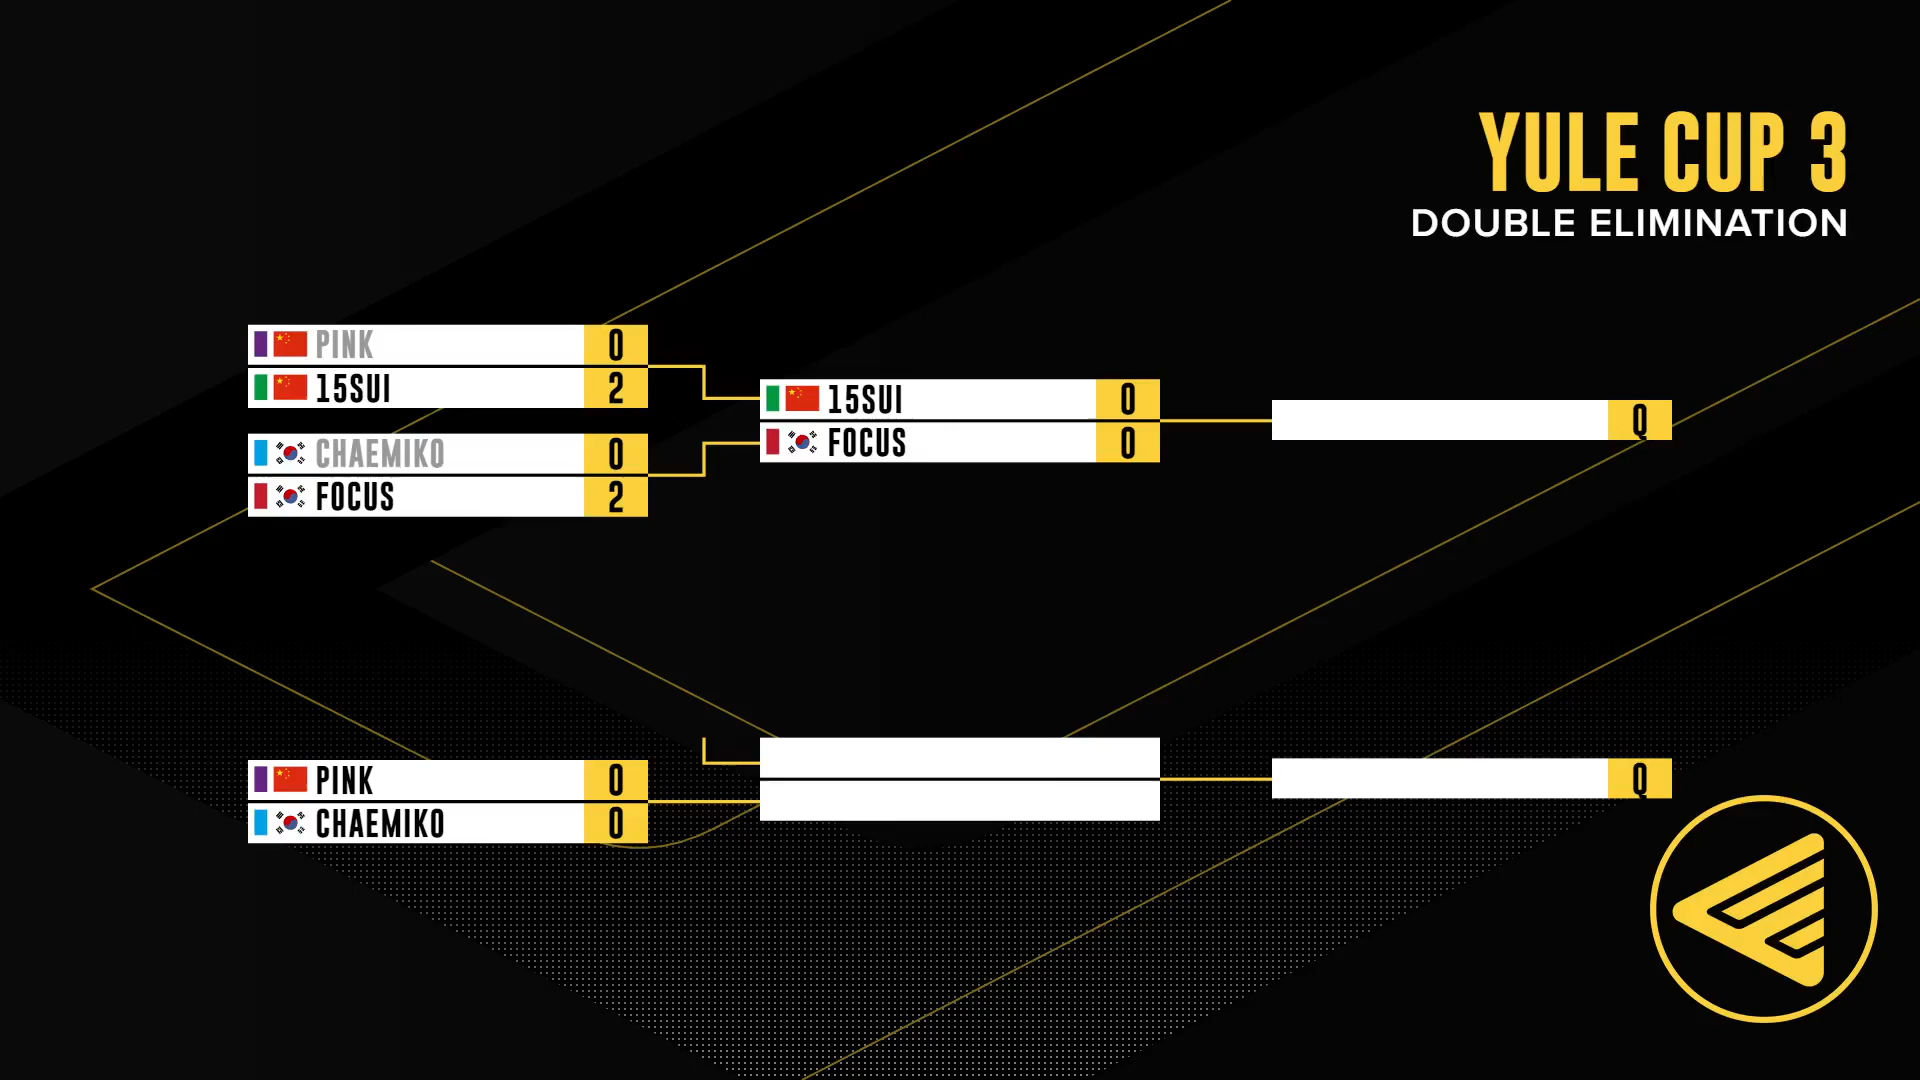 YULE CUP 3
DOUBLE ELIMINATION
PINK 0
15SUI 2
CHAEMIKO 0
FOCUS 2
15SUI 0
FOCUS 0
Q
PINK 0
CHAEMIKO 0
Q